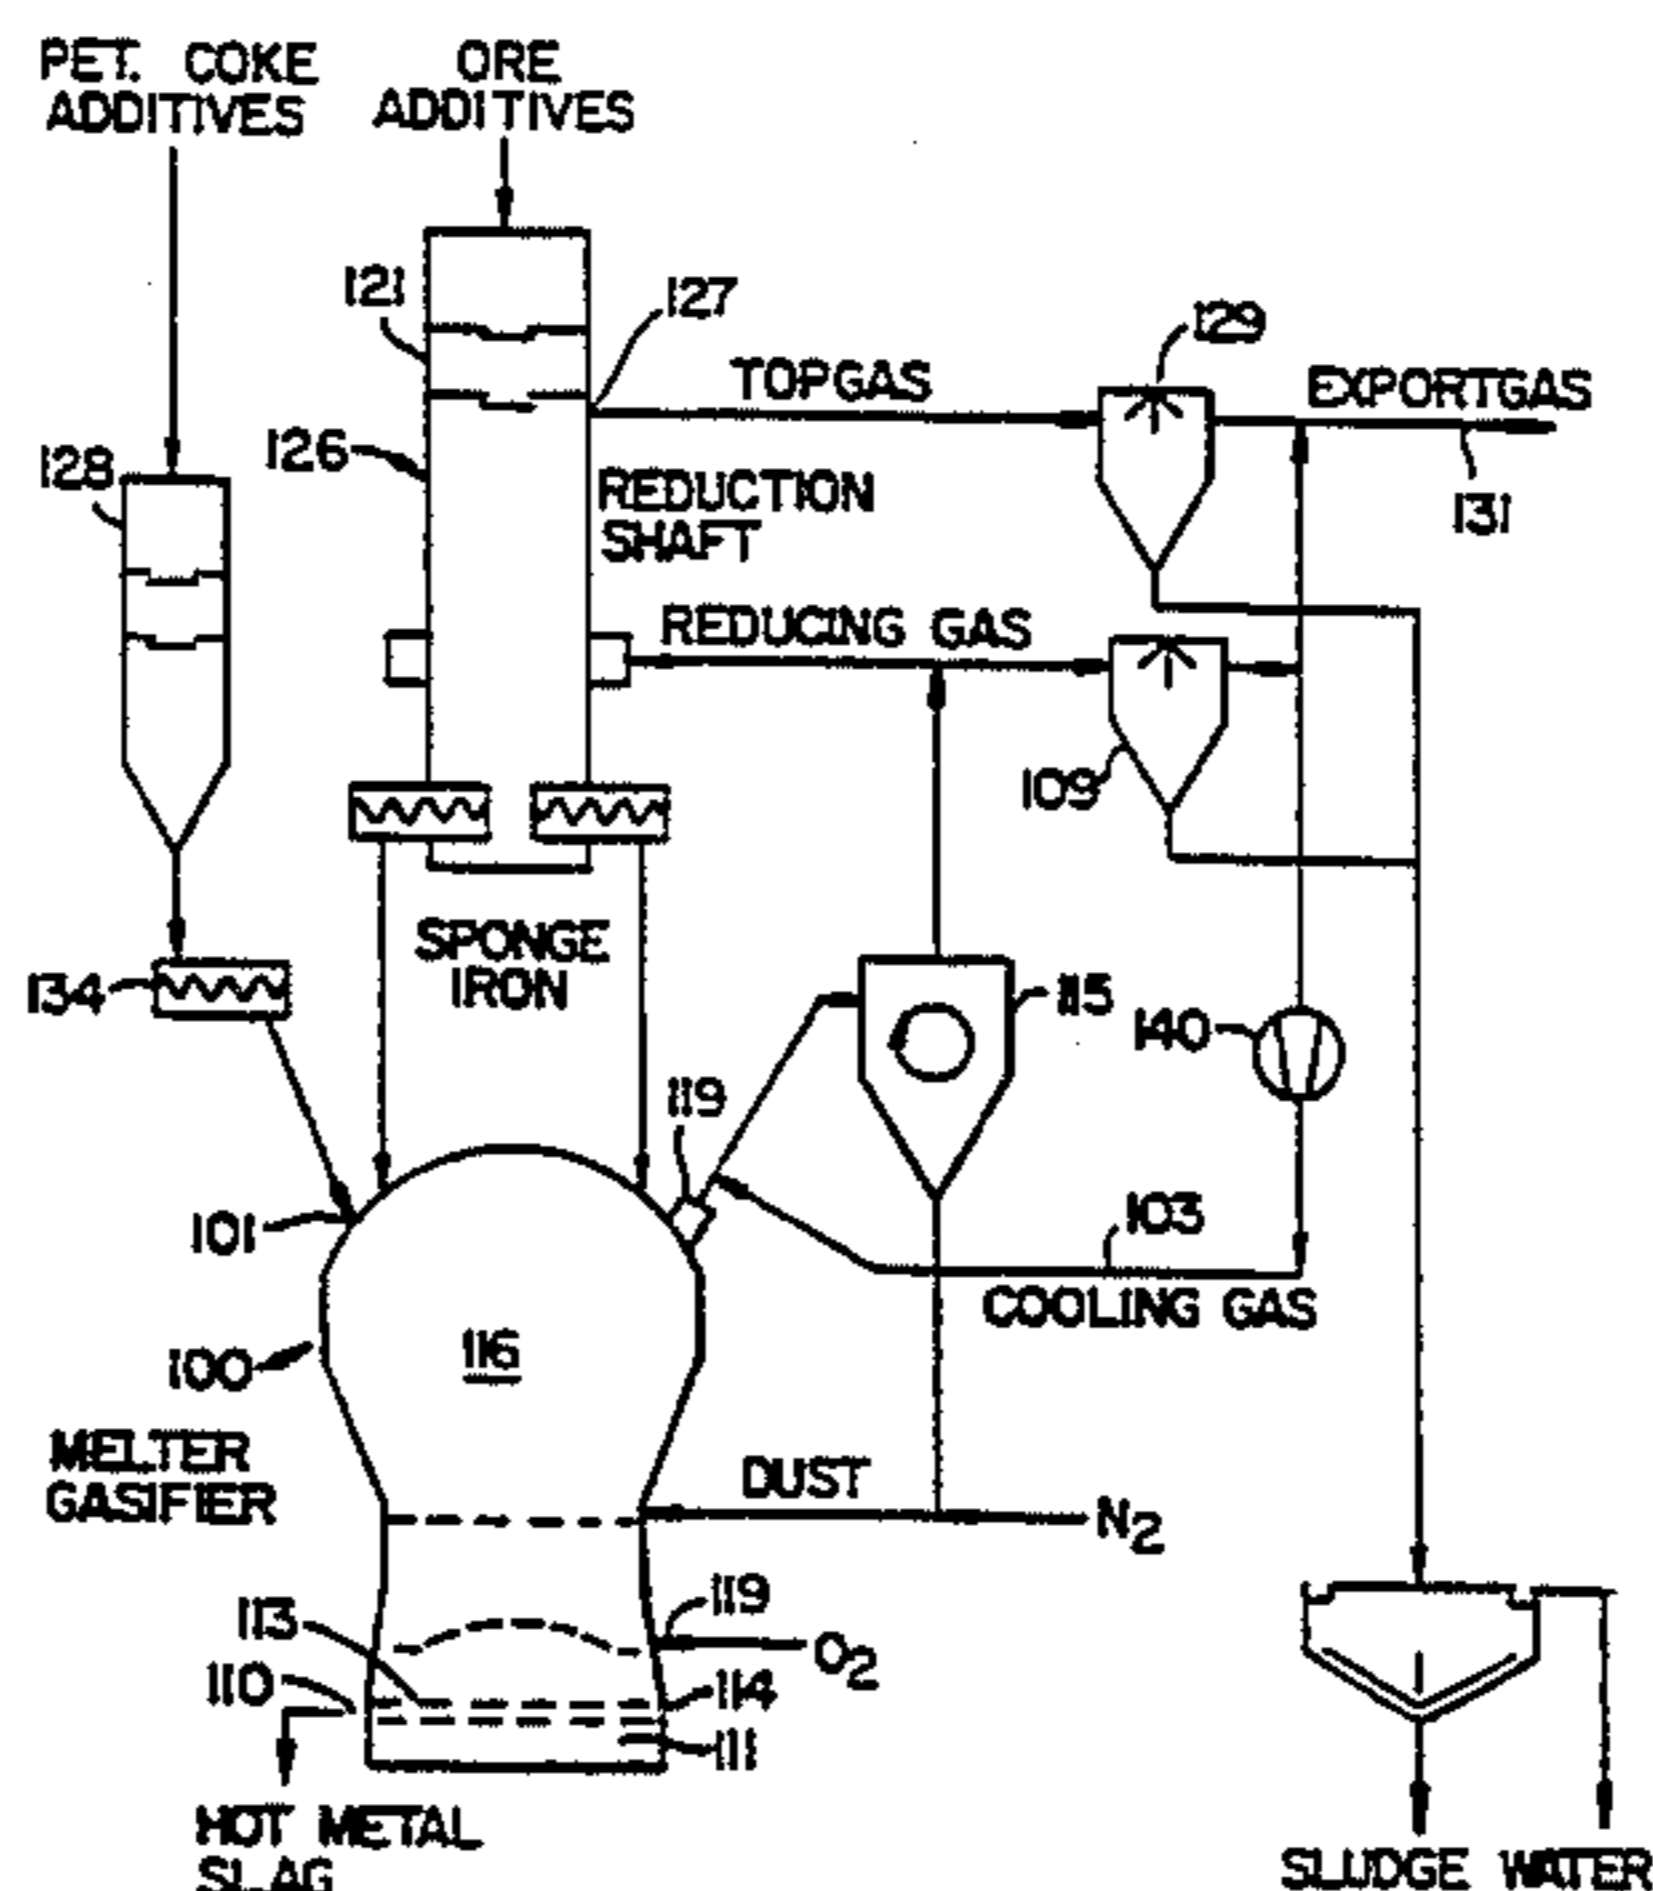 PET. COKE
ADDITIVES
ORE
ADDITIVES
121
127
129
TOPGAS
EXPORTGAS
126
128
REDUCTION
SHAFT
131
REDUCING GAS
109
SPONGE
IRON
134
115
140
119
101
103
COOLING GAS
116
100
MELTER
GASIFIER
DUST
N2
113
119
O2
110
114
111
HOT METAL
SLAG
SLUDGE WATER